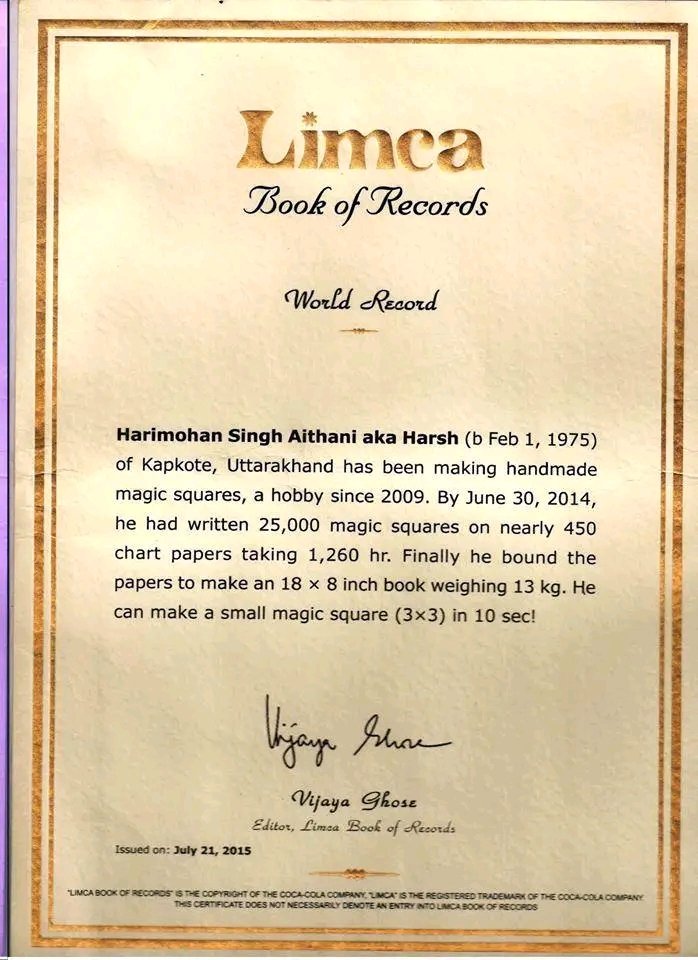 Limca
Book of Records
World Record
Harimohan Singh Aithani aka Harsh (b Feb 1, 1975)
of Kapkote, Uttarakhand has been making handmade
magic squares, a hobby since 2009. By June 30, 2014,
he had written 25,000 magic squares on nearly 450
chart papers taking 1,260 hr. Finally he bound the
papers to make an 18 × 8 inch book weighing 13 kg. He
can make a small magic square (3×3) in 10 sec!
Vijaya Ghose
Vijaya Ghose
Editor, Limca Book of Records
Issued on: July 21, 2015
"LIMCA BOOK OF RECORDS" IS THE COPYRIGHT OF THE COCA-COLA COMPANY, "LIMCA" IS THE REGISTERED TRADEMARK OF THE COCA-COLA COMPANY.
THIS CERTIFICATE DOES NOT NECESSARILY DENOTE AN ENTRY INTO LIMCA BOOK OF RECORDS